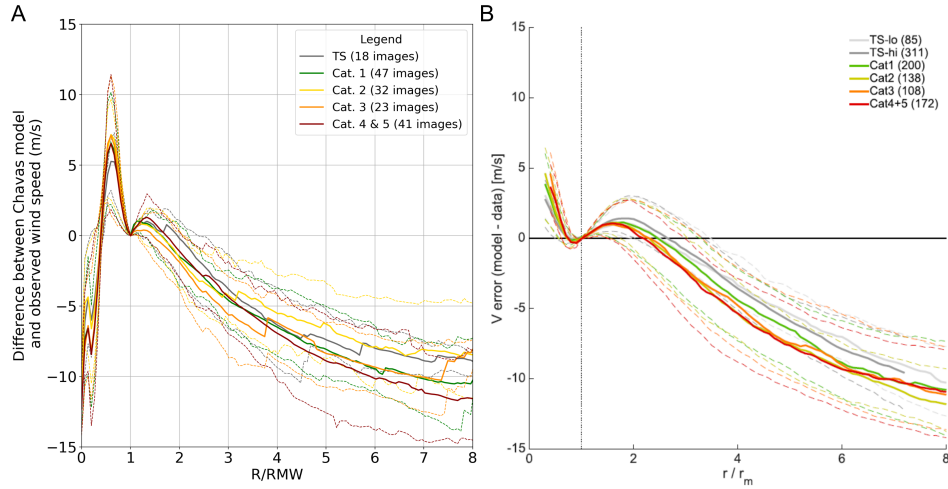 A
Difference between Chavas model
and observed wind speed (m/s)
15
10
5
0
−5
−10
−15
0
1
2
3
4
5
6
7
8
R/RMW
Legend
TS (18 images)
Cat. 1 (47 images)
Cat. 2 (32 images)
Cat. 3 (23 images)
Cat. 4 & 5 (41 images)
B
V error (model - data) [m/s]
15
10
5
0
-5
-10
-15
0
2
4
6
8
r / rm
TS-lo (85)
TS-hi (311)
Cat1 (200)
Cat2 (138)
Cat3 (108)
Cat4+5 (172)